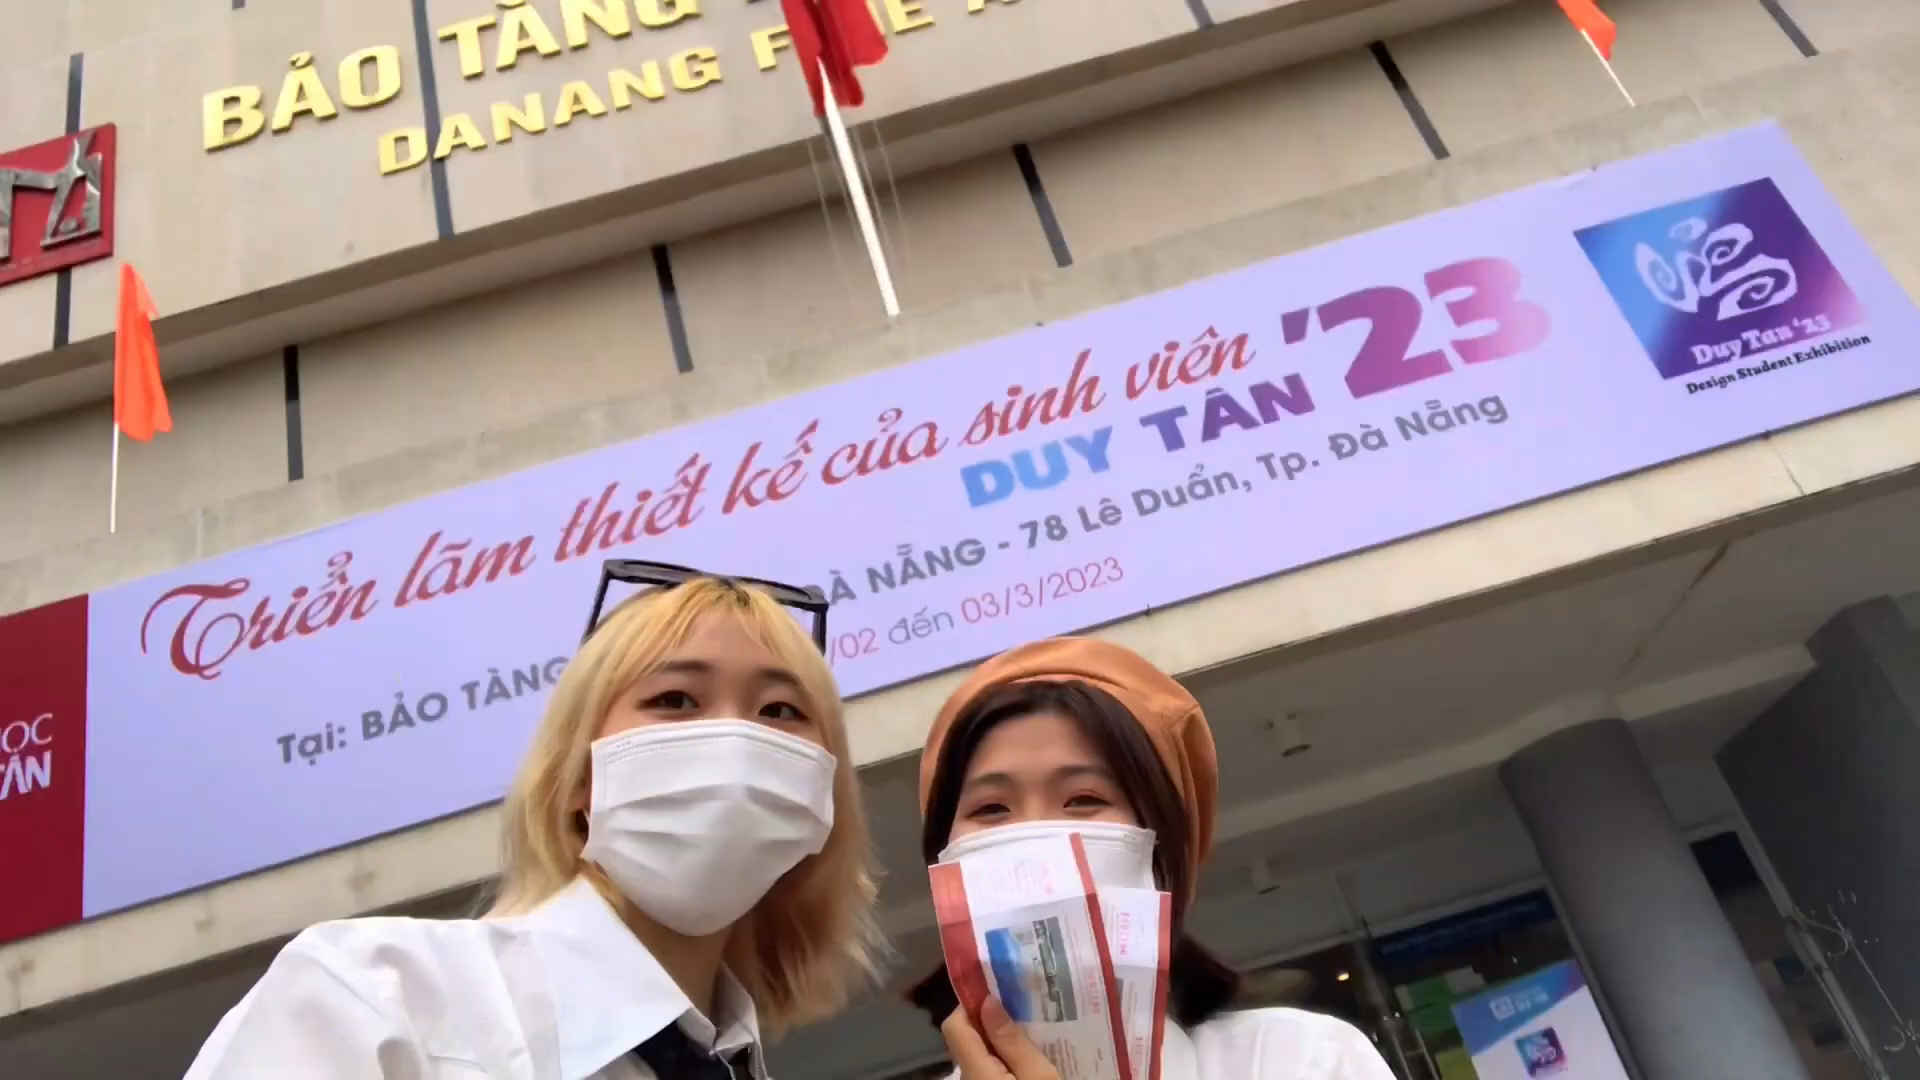 BẢO TÀNG
DANANG
Triển lãm thiết kế của sinh viên '23
DUY TÂN
Tại: BẢO TÀNG ĐÀ NẴNG - 78 Lê Duẩn, Tp. Đà Nẵng
/02 đến 03/3/2023
Duy Tan '23
Design Student Exhibition
HỌC
TÂN